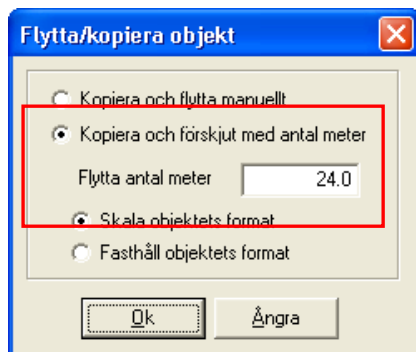 Flytta/kopiera objekt
Kopiera och flytta manuellt
Kopiera och förskjut med antal meter
Flytta antal meter 24.0
Skala objektets format
Fasthåll objektets format
Ok Ångra